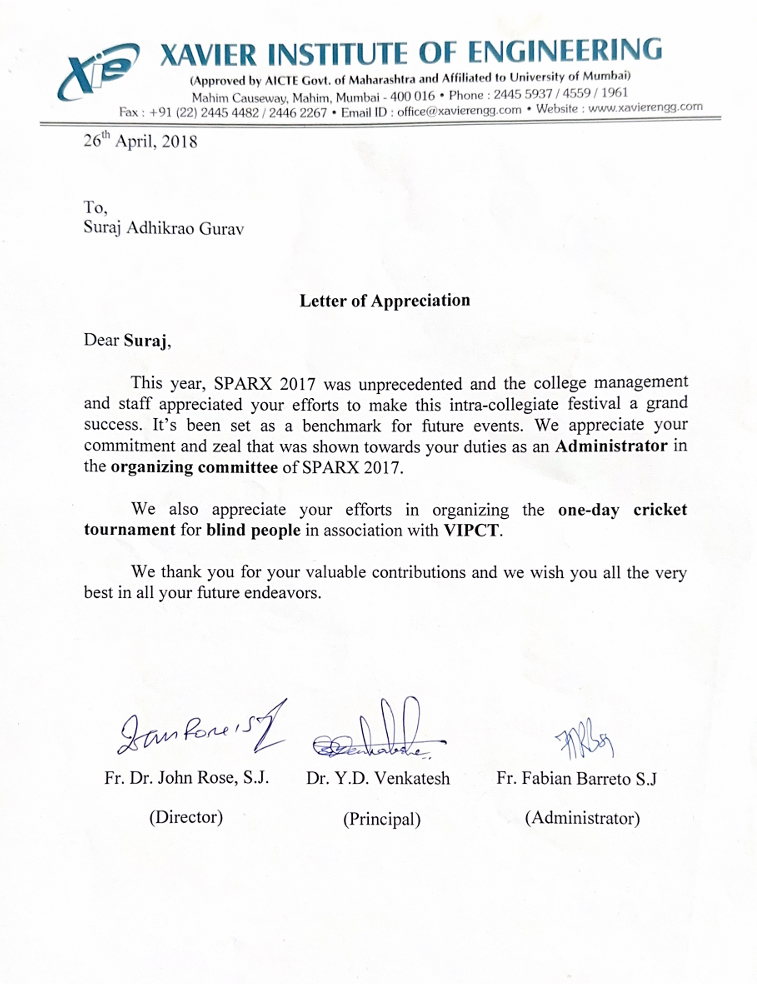 Xie XAVIER INSTITUTE OF ENGINEERING
(Approved by AICTE Govt. of Maharashtra and Affiliated to University of Mumbai)
Mahim Causeway, Mahim, Mumbai - 400 016 • Phone : 2445 5937 / 4559 / 1961
Fax : +91 (22) 2445 4482 / 2446 2267 • Email ID : office@xavierengg.com • Website : www.xavierengg.com
26th April, 2018
To,
Suraj Adhikrao Gurav
Letter of Appreciation
Dear Suraj,
This year, SPARX 2017 was unprecedented and the college management
and staff appreciated your efforts to make this intra-collegiate festival a grand
success. It's been set as a benchmark for future events. We appreciate your
commitment and zeal that was shown towards your duties as an Administrator in
the organizing committee of SPARX 2017.
We also appreciate your efforts in organizing the one-day cricket
tournament for blind people in association with VIPCT.
We thank you for your valuable contributions and we wish you all the very
best in all your future endeavors.
Fr. Dr. John Rose, S.J. Dr. Y.D. Venkatesh Fr. Fabian Barreto S.J
(Director) (Principal) (Administrator)